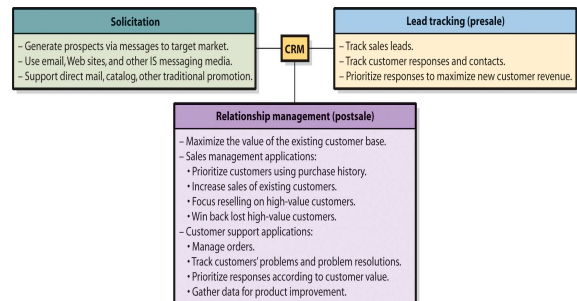 Solicitation
– Generate prospects via messages to target market.
– Use email, Web sites, and other IS messaging media.
– Support direct mail, catalog, other traditional promotion.
CRM
Lead tracking (presale)
– Track sales leads.
– Track customer responses and contacts.
– Prioritize responses to maximize new customer revenue.
Relationship management (postsale)
– Maximize the value of the existing customer base.
– Sales management applications:
• Prioritize customers using purchase history.
• Increase sales of existing customers.
• Focus reselling on high-value customers.
• Win back lost high-value customers.
– Customer support applications:
• Manage orders.
• Track customers' problems and problem resolutions.
• Prioritize responses according to customer value.
• Gather data for product improvement.